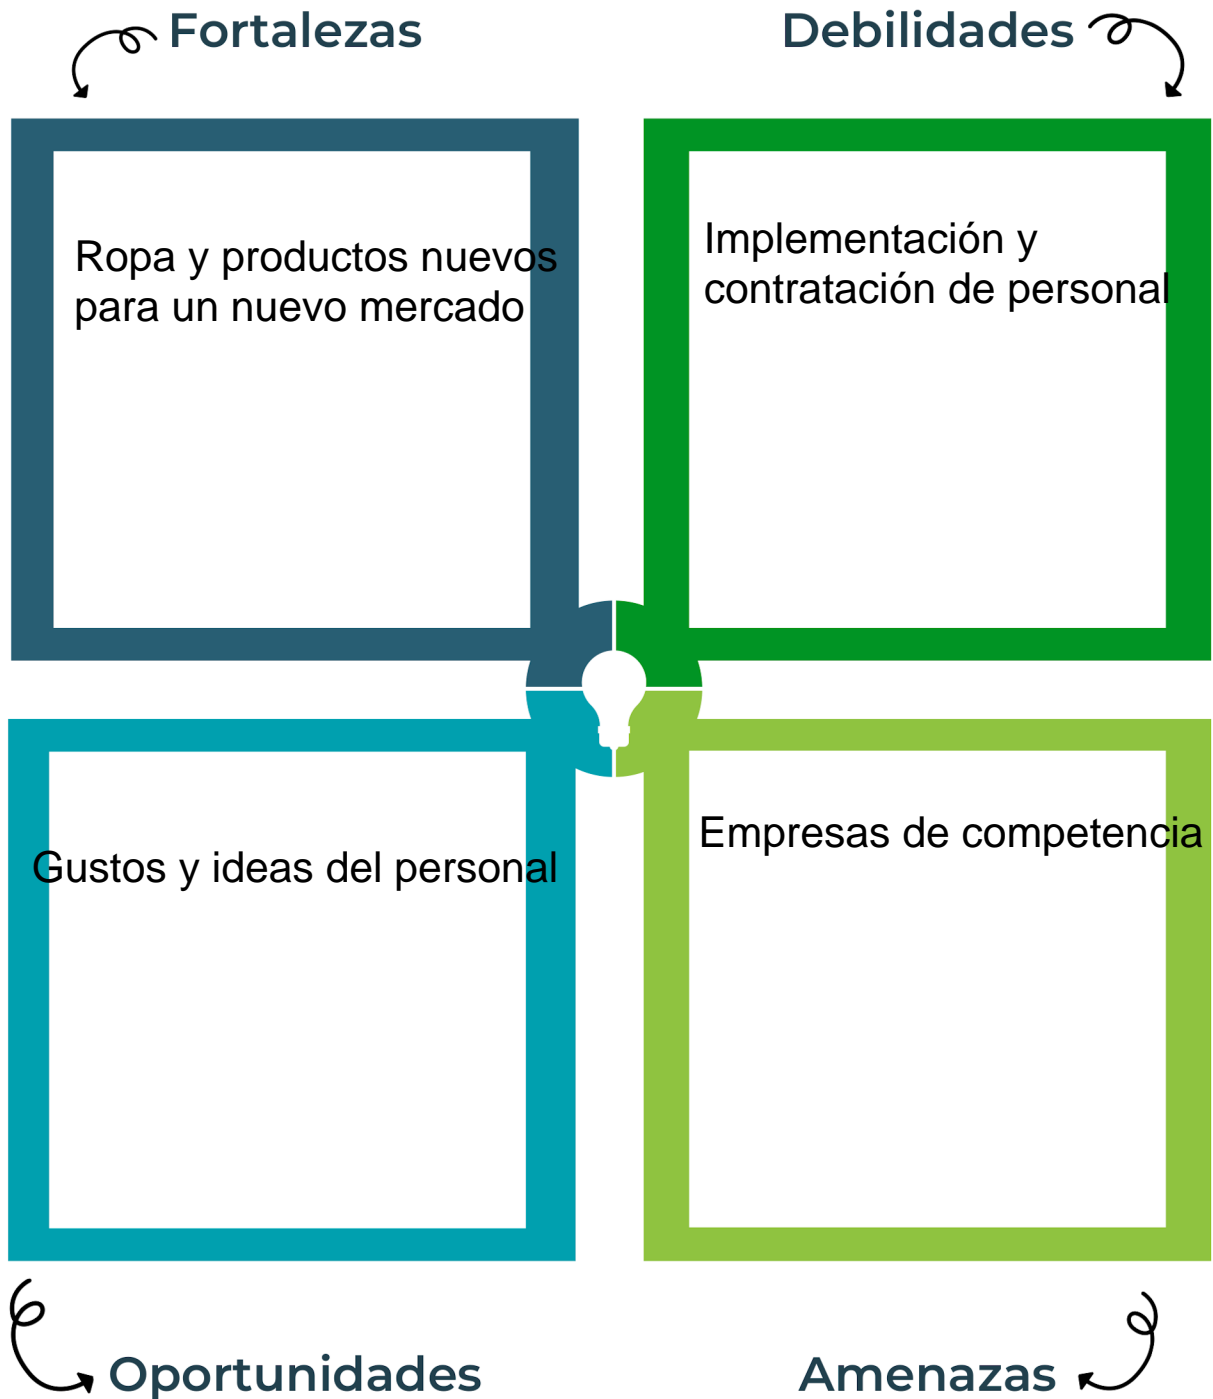 Fortalezas
Debilidades
Ropa y productos nuevos
para un nuevo mercado
Implementación y
contratación de personal
Gustos y ideas del personal
Empresas de competencia
Oportunidades
Amenazas